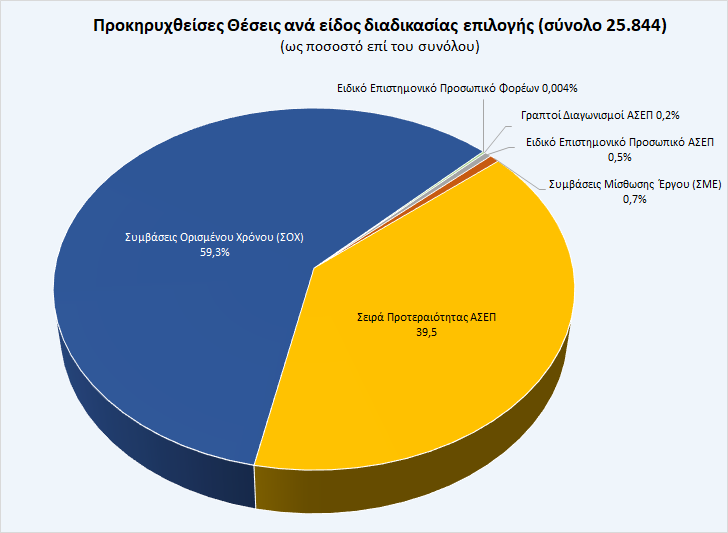 Προκηρυχθείσες Θέσεις ανά είδος διαδικασίας επιλογής (σύνολο 25.844)
(ως ποσοστό επί του συνόλου)
Ειδικό Επιστημονικό Προσωπικό Φορέων 0,004%
Γραπτοί Διαγωνισμοί ΑΣΕΠ 0,2%
Ειδικό Επιστημονικό Προσωπικό ΑΣΕΠ
0,5%
Συμβάσεις Μίσθωσης Έργου (ΣΜΕ)
0,7%
Συμβάσεις Ορισμένου Χρόνου (ΣΟΧ)
59,3%
Σειρά Προτεραιότητας ΑΣΕΠ
39,5